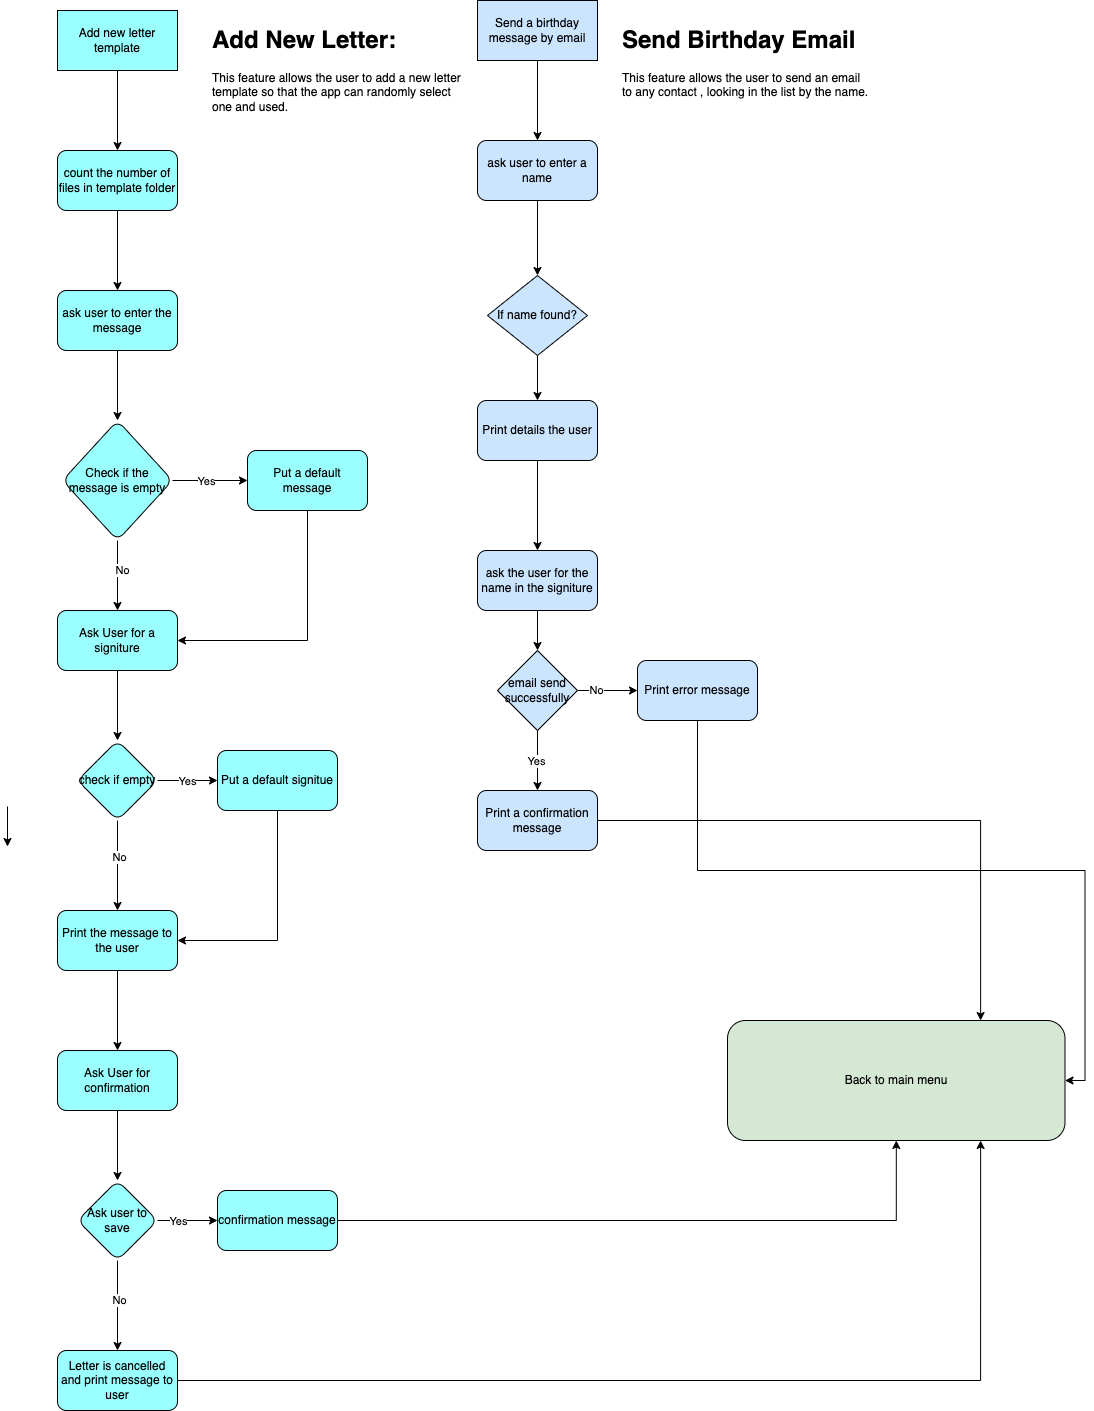 Add new letter
template
Add New Letter:
This feature allows the user to add a new letter
template so that the app can randomly select
one and used.
count the number of
files in template folder
ask user to enter the
message
Check if the
message is empty
Yes
Put a default
message
No
Ask User for a
signiture
check if empty
Yes
Put a default signitue
No
Print the message to
the user
Ask User for
confirmation
Ask user to
save
Yes
confirmation message
No
Letter is cancelled
and print message to
user
Send a birthday
message by email
Send Birthday Email
This feature allows the user to send an email
to any contact , looking in the list by the name.
ask user to enter a
name
If name found?
Print details the user
ask the user for the
name in the signiture
email send
successfully
No
Print error message
Yes
Print a confirmation
message
Back to main menu